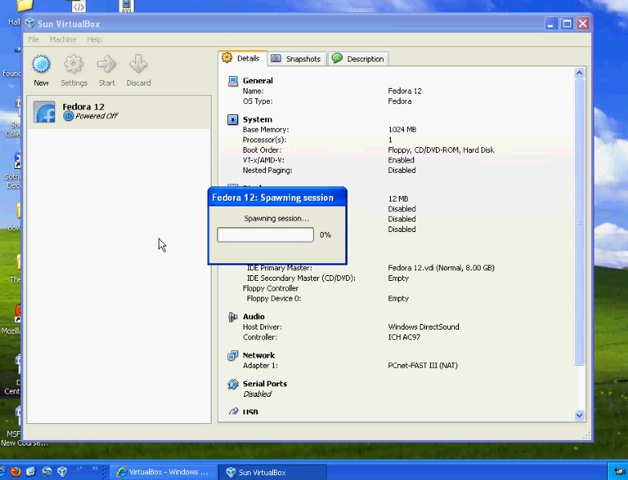 Sun VirtualBox
File Machine Help
New Settings Start Discard
Fedora 12
Powered Off
Details Snapshots Description
General
Name: Fedora 12
OS Type: Fedora
System
Base Memory: 1024 MB
Processor(s): 1
Boot Order: Floppy, CD/DVD-ROM, Hard Disk
VT-x/AMD-V: Enabled
Nested Paging: Disabled
12 MB
Disabled
Disabled
Disabled
Fedora 12: Spawning session
Spawning session...
0%
IDE Primary Master: Fedora 12.vdi (Normal, 8.00 GB)
IDE Secondary Master (CD/DVD): Empty
Floppy Controller
Floppy Device 0: Empty
Audio
Host Driver: Windows DirectSound
Controller: ICH AC97
Network
Adapter 1: PCnet-FAST III (NAT)
Serial Ports
Disabled
USB
New Course...
VirtualBox - Windows ...
Sun VirtualBox